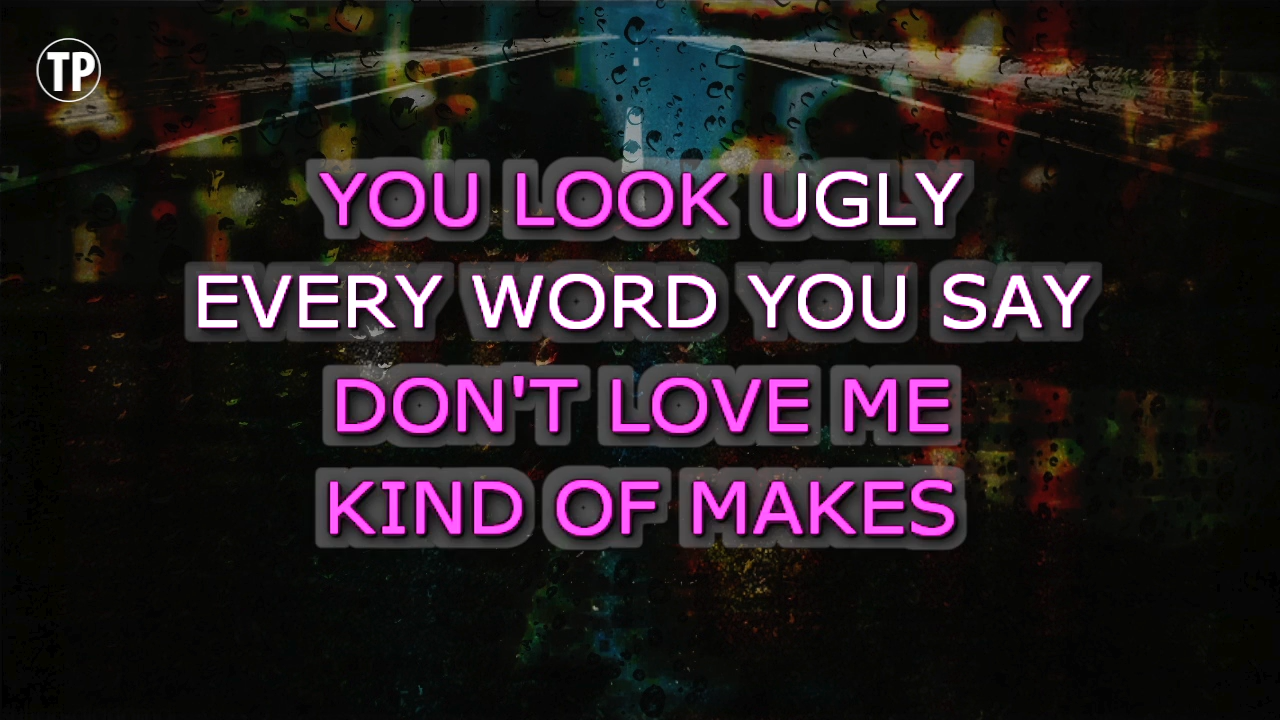 TP
YOU LOOK UGLY
EVERY WORD YOU SAY
DON'T LOVE ME
KIND OF MAKES